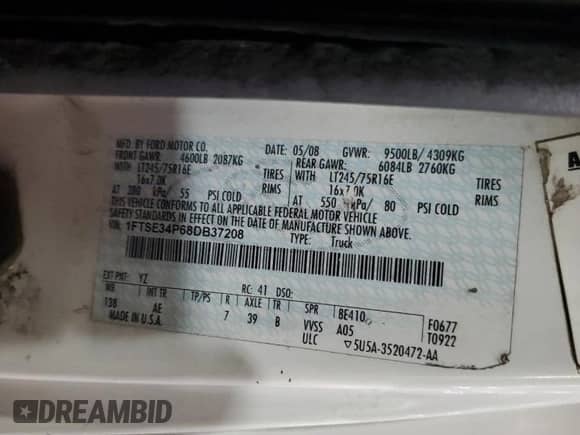 MFD. BY FORD MOTOR CO.
05/08 GVWR: 9500LB/ 4309KG
FRONT GAWR: 4600LB 2087KG
REAR GAWR: 6084LB 2760KG
WITH LT245/75R16E TIRES
WITH LT245/75R16E TIRES
16x7.0K RIMS
16x7.0K RIMS
AT 380 kPa/ 55 PSI COLD
AT 550 kPa/ 80 PSI COLD
THIS VEHICLE CONFORMS TO ALL APPLICABLE FEDERAL MOTOR VEHICLE
SAFETY STANDARD IN EFFECT ON THE DATE OF MANUFACTURE SHOWN ABOVE.
VIN: 1FTSE34P68DB37208
TYPE: Truck
EXT PNT: YZ RC: 41 DSO:
WB INT TR TP/PS R AXLE TR SPR BE410 F0677
138 AE 7 39 B VVSS A05 T0922
MADE IN U.S.A. ULC ▽5U5A-3520472-AA
A
DREAMBID